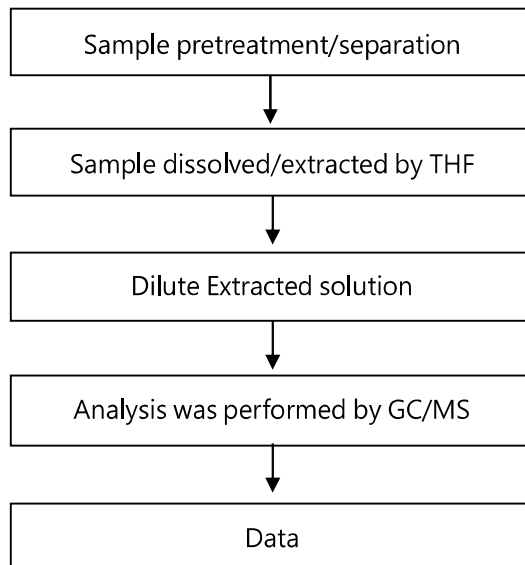 Sample pretreatment/separation
Sample dissolved/extracted by THF
Dilute Extracted solution
Analysis was performed by GC/MS
Data